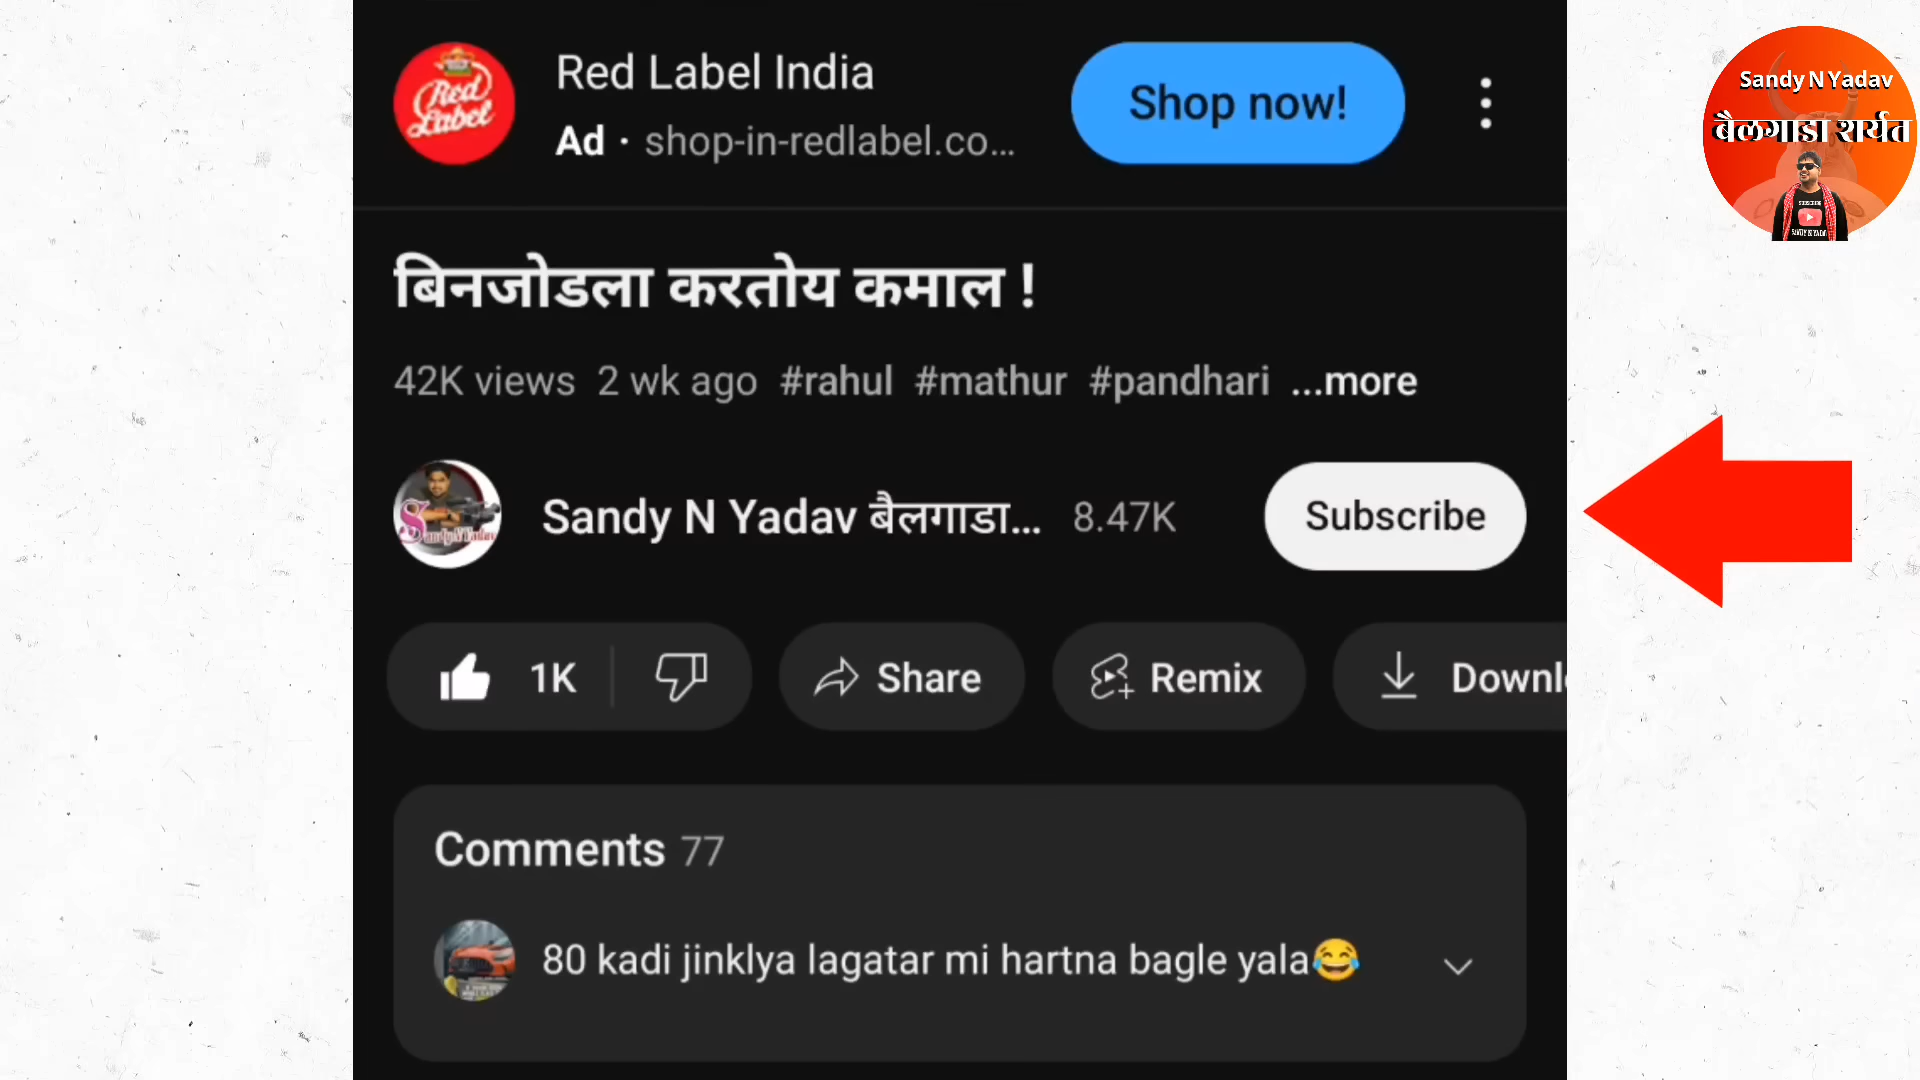 Red Label India
Red Label
Ad · shop-in-redlabel.co...
Shop now!
Sandy N Yadav
बैलगाडा शर्यत
बिनजोडला करतोय कमाल !
42K views 2 wk ago #rahul #mathur #pandhari ...more
Sandy N Yadav बैलगाडा... 8.47K
Subscribe
1K
Share
Remix
Downl
Comments 77
80 kadi jinklya lagatar mi hartna bagle yala😂